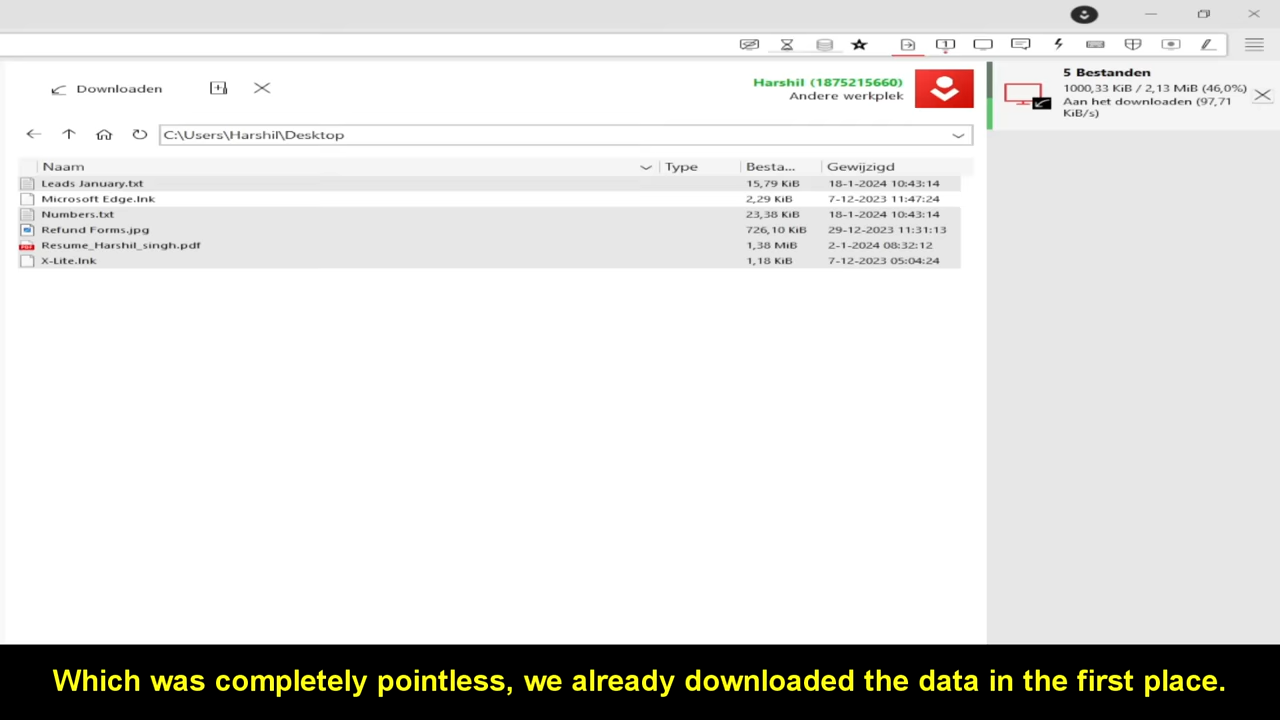 Downloaden
Harshil (1875215660)
Andere werkplek
5 Bestanden
1000,33 KiB / 2,13 MiB (46,0%)
Aan het downloaden (97,71
KiB/s)
C:\Users\Harshil\Desktop
Naam Type Besta... Gewijzigd
Leads January.txt 15,79 KiB 18-1-2024 10:43:14
Microsoft Edge.lnk 2,29 KiB 7-12-2023 11:47:24
Numbers.txt 23,38 KiB 18-1-2024 10:43:14
Refund Forms.jpg 726,10 KiB 29-12-2023 11:31:13
Resume_Harshil_singh.pdf 1,38 MiB 2-1-2024 08:32:12
X-Lite.lnk 1,18 KiB 7-12-2023 05:04:24
Which was completely pointless, we already downloaded the data in the first place.